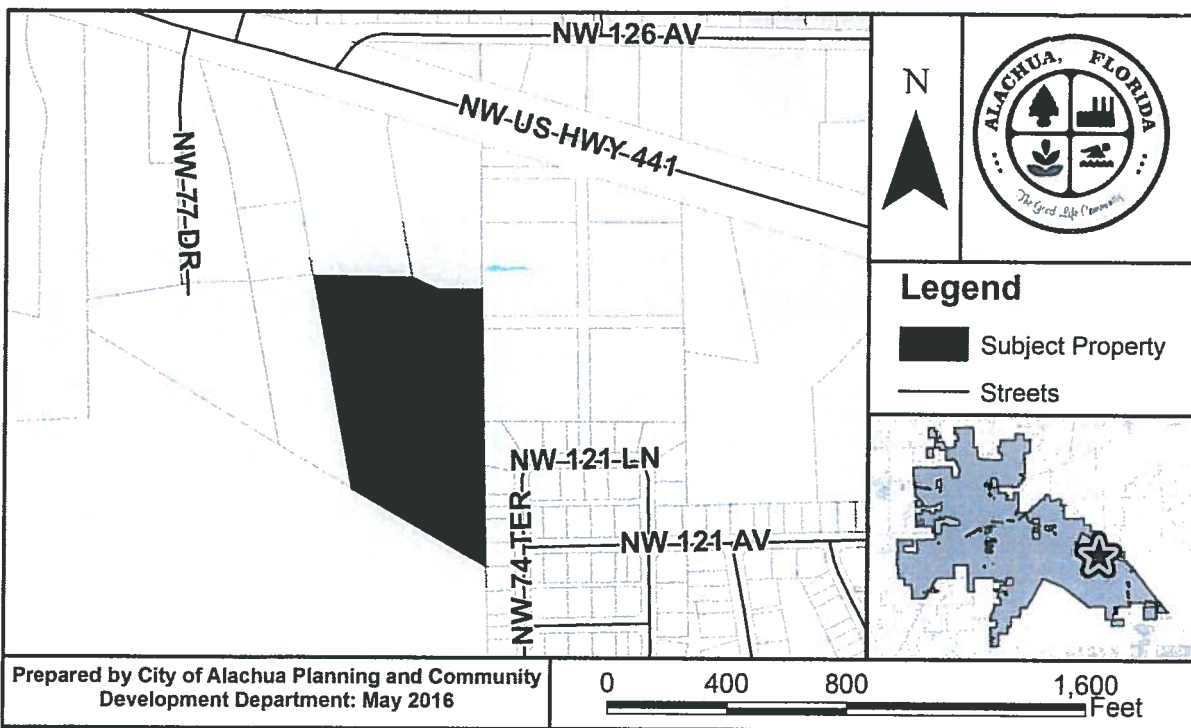 NW 126 AV
NW US HWY 441
NW 77 DR
NW 121 LN
NW 74 TER
NW 121 AV
N
ALACHUA, FLORIDA
The Good Life Community
Legend
Subject Property
Streets
Prepared by City of Alachua Planning and Community
Development Department: May 2016
0 400 800 1,600
Feet